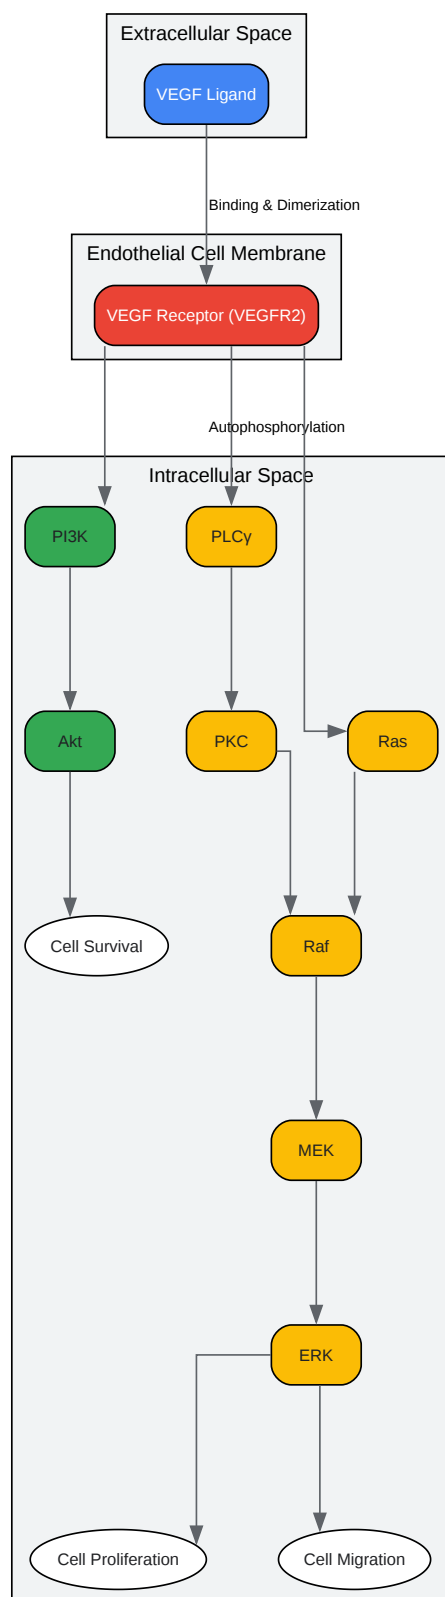 Extracellular Space
VEGF Ligand
Binding & Dimerization
Endothelial Cell Membrane
VEGF Receptor (VEGFR2)
Autophosphorylation
Intracellular Space
PI3K
PLCγ
Akt
PKC
Ras
Cell Survival
Raf
MEK
ERK
Cell Proliferation
Cell Migration